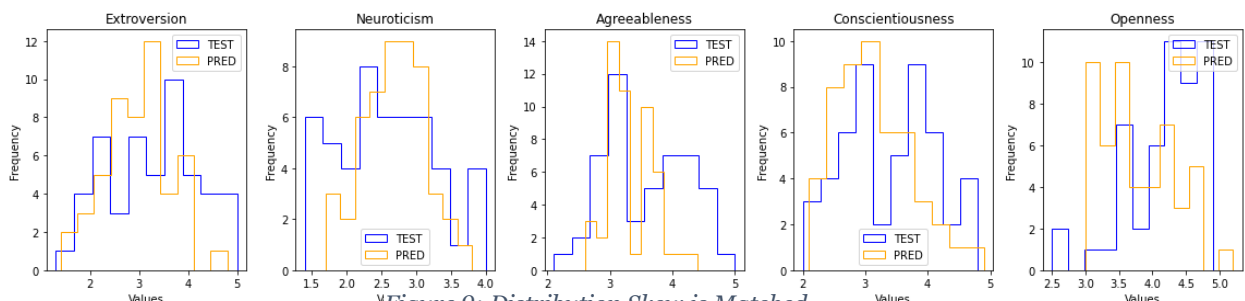 Extroversion
Neuroticism
Agreeableness
Conscientiousness
Openness
TEST
PRED
TEST
PRED
TEST
PRED
TEST
PRED
TEST
PRED
Frequency
Frequency
Frequency
Frequency
Frequency
12
10
8
6
4
2
0
8
6
4
2
0
14
12
10
8
6
4
2
0
10
8
6
4
2
0
10
8
6
4
2
0
2 3 4 5
1.5 2.0 2.5 3.0 3.5 4.0
2 3 4 5
2 3 4 5
2.5 3.0 3.5 4.0 4.5 5.0
Values
Values
Values
Values
Figure 9: Distribution Skew is Matched